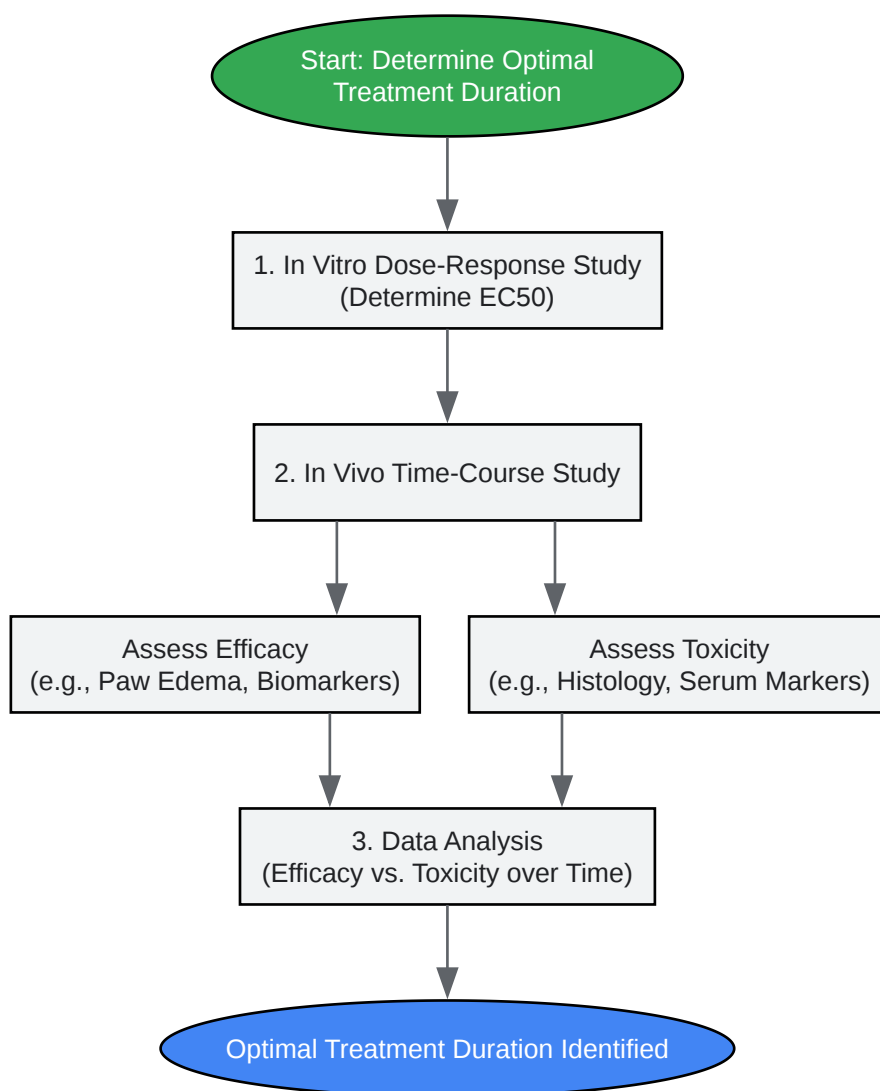 Start: Determine Optimal
Treatment Duration
1. In Vitro Dose-Response Study
(Determine EC50)
2. In Vivo Time-Course Study
Assess Efficacy
(e.g., Paw Edema, Biomarkers)
Assess Toxicity
(e.g., Histology, Serum Markers)
3. Data Analysis
(Efficacy vs. Toxicity over Time)
Optimal Treatment Duration Identified